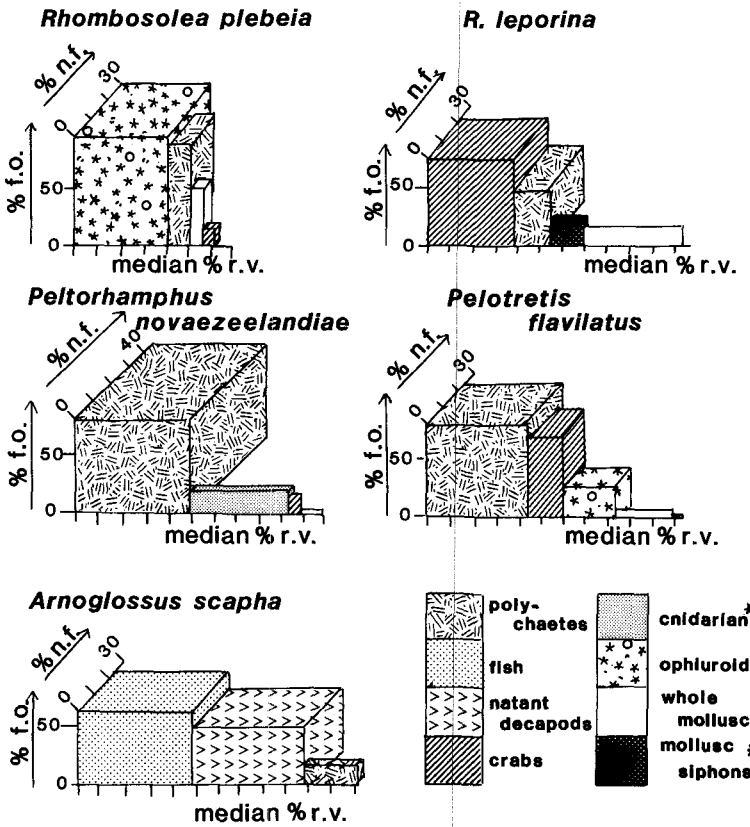 Rhombosolea plebeia
% n.f.
0
30
% f.o.
50
0
median % r.v.
R. leporina
% n.f.
0
30
% f.o.
50
0
median % r.v.
Peltorhamphus
novaezeelandiae
% n.f.
0
40
% f.o.
50
0
median % r.v.
Pelotretis
flavilatus
% n.f.
0
30
% f.o.
50
0
median % r.v.
Arnoglossus scapha
% n.f.
0
30
% f.o.
50
0
median % r.v.
poly-
chaetes
fish
natant
decapods
crabs
cnidarian*
ophiuroid
whole
mollusc
mollusc *
siphons